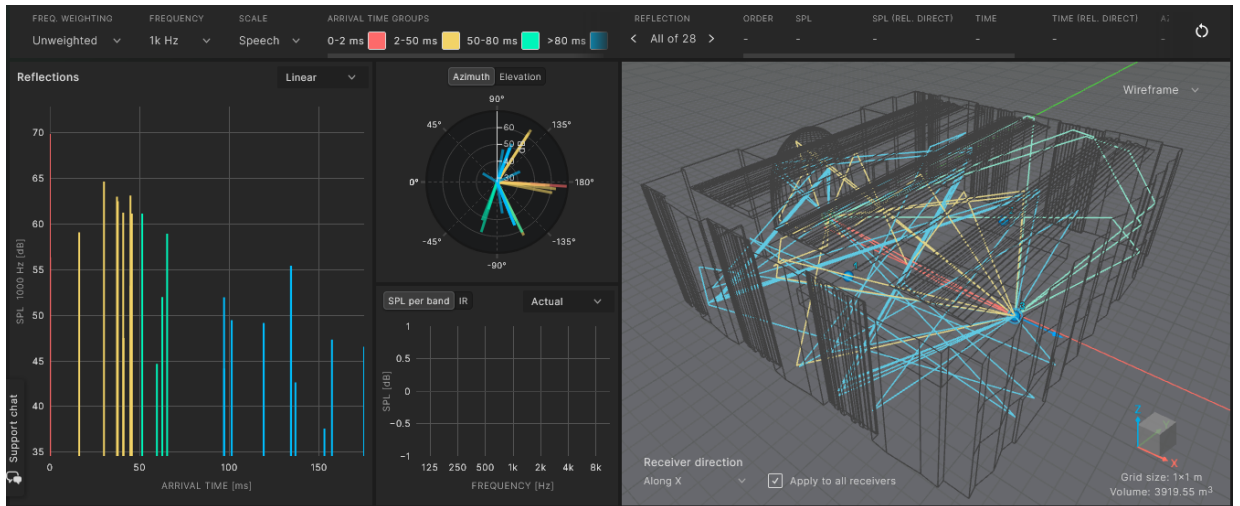 FREQ. WEIGHTING FREQUENCY SCALE ARRIVAL TIME GROUPS
Unweighted 1k Hz Speech 0-2 ms 2-50 ms 50-80 ms >80 ms
REFLECTION ORDER SPL SPL (REL. DIRECT) TIME TIME (REL. DIRECT)
< All of 28 > - - - - -
Reflections Linear
70
65
60
55
50
45
40
35
SPL 1000 Hz [dB]
0 50 100 150
ARRIVAL TIME [ms]
Support chat
Azimuth Elevation
90°
45° 135°
0° 180°
-45° -135°
-90°
60
50
SPL per band IR Actual
1
0.5
0
-0.5
-1
SPL [dB]
125 250 500 1k 2k 4k 8k
FREQUENCY [Hz]
Wireframe
Receiver direction
Along X Apply to all receivers
Z
X
Grid size: 1×1 m
Volume: 3919.55 m³